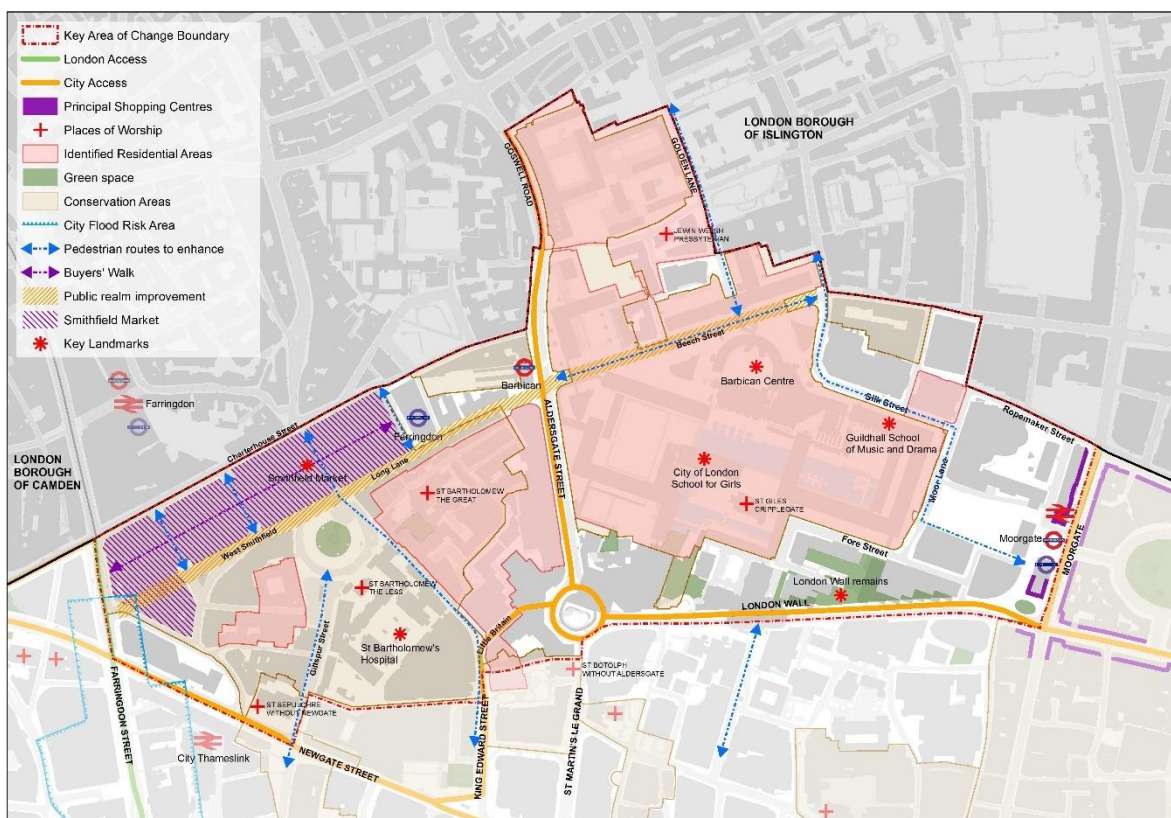 Key Area of Change Boundary
London Access
City Access
Principal Shopping Centres
Places of Worship
Identified Residential Areas
Green space
Conservation Areas
City Flood Risk Area
Pedestrian routes to enhance
Buyers' Walk
Public realm improvement
Smithfield Market
Key Landmarks
LONDON BOROUGH
OF ISLINGTON
GOSWELL ROAD
GOLDEN LANE
JEWIN WELSH
PRESBYTERIAN
Beech Street
Barbican
Barbican Centre
Farringdon
Farringdon
Charterhouse Street
ALDERSGATE STREET
Silk Street
Ropemaker Street
Guildhall School
of Music and Drama
LONDON
BOROUGH
OF CAMDEN
Smithfield Market
Long Lane
City of London
School for Girls
Moor Lane
ST BARTHOLOMEW
THE GREAT
ST GILES
CRIPPLEGATE
West Smithfield
Fore Street
Moorgate
MOORGATE
ST BARTHOLOMEW
THE LESS
London Wall remains
LONDON WALL
Giltspur Street
St Bartholomew's
Hospital
Little Britain
ST BOTOLPH
WITHOUT ALDERSGATE
FARRINGDON STREET
ST SEPULCHRE
WITHOUT NEWGATE
KING EDWARD STREET
ST MARTIN'S LE GRAND
City Thameslink
NEWGATE STREET